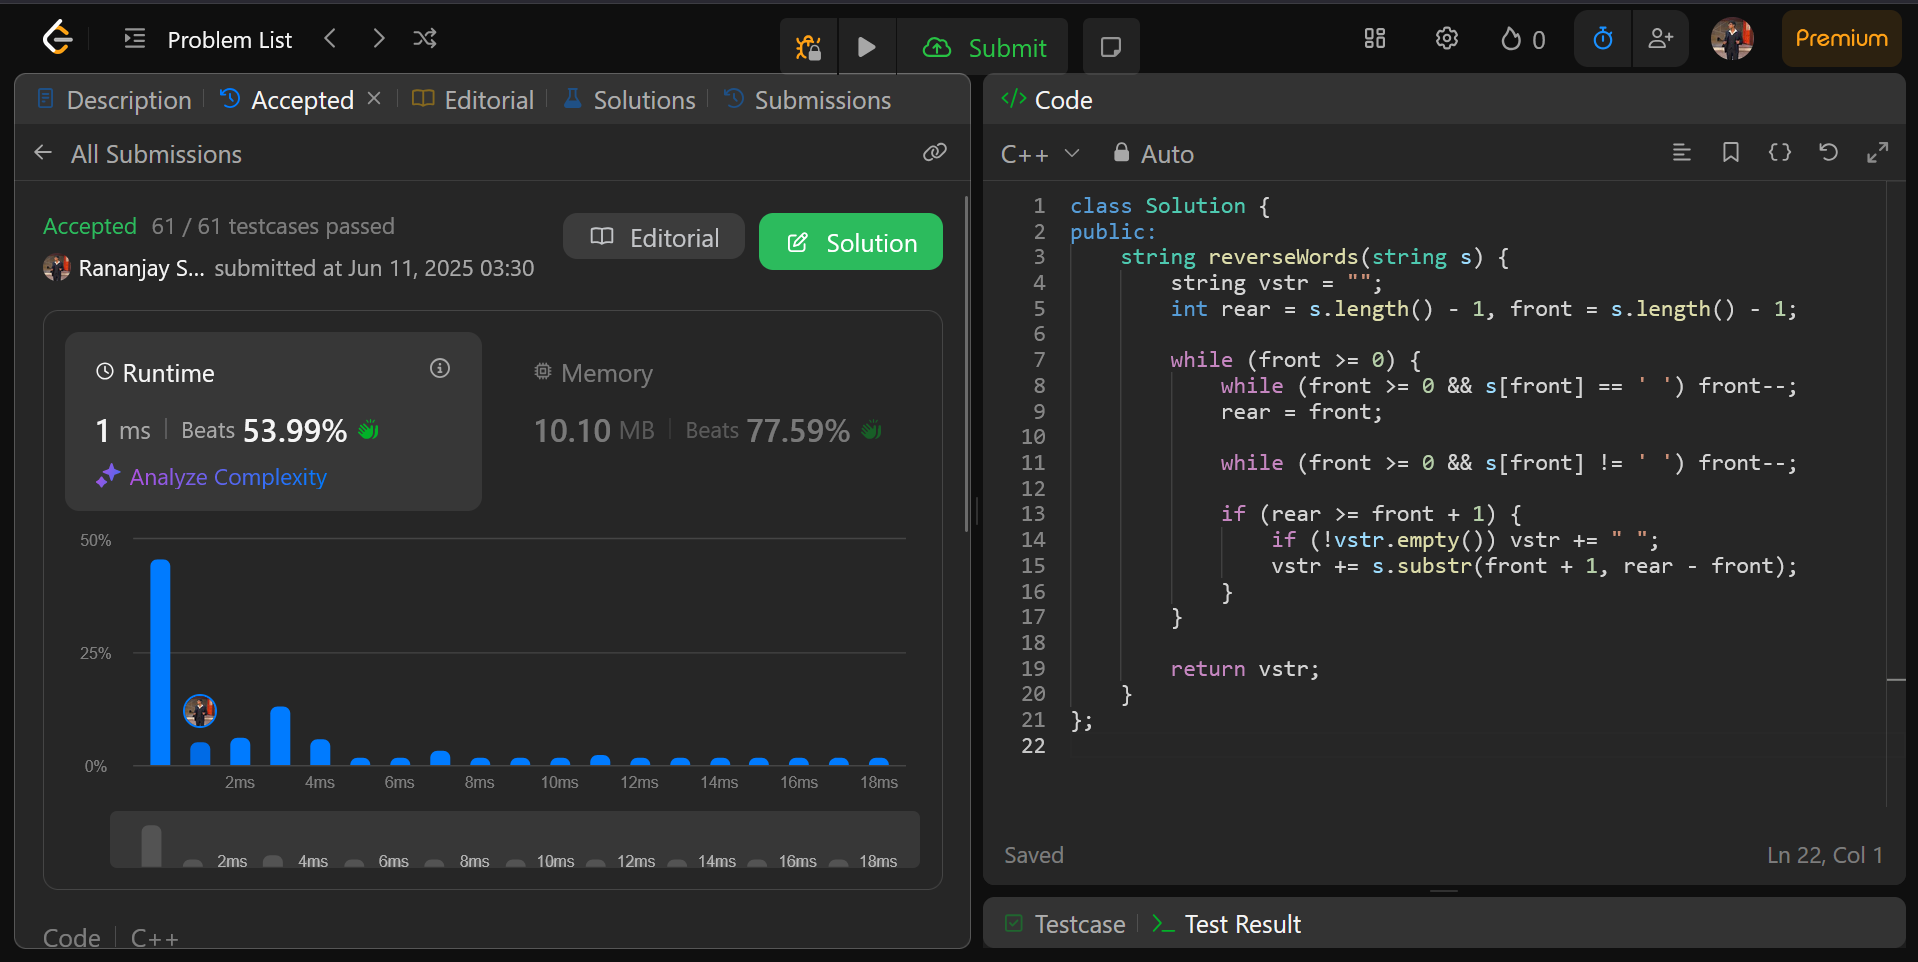 Problem List
Submit
0
Premium
Description
Accepted
Editorial
Solutions
Submissions
All Submissions
Accepted 61 / 61 testcases passed
Rananjay S... submitted at Jun 11, 2025 03:30
Editorial
Solution
Runtime
1 ms Beats 53.99%
Analyze Complexity
Memory
10.10 MB Beats 77.59%
50%
25%
0%
2ms 4ms 6ms 8ms 10ms 12ms 14ms 16ms 18ms
2ms 4ms 6ms 8ms 10ms 12ms 14ms 16ms 18ms
Code C++
</> Code
C++ Auto
{}
1 class Solution {
2 public:
3     string reverseWords(string s) {
4         string vstr = "";
5         int rear = s.length() - 1, front = s.length() - 1;
6
7         while (front >= 0) {
8             while (front >= 0 && s[front] == ' ') front--;
9             rear = front;
10
11             while (front >= 0 && s[front] != ' ') front--;
12
13             if (rear >= front + 1) {
14                 if (!vstr.empty()) vstr += " ";
15                 vstr += s.substr(front + 1, rear - front);
16             }
17         }
18
19         return vstr;
20     }
21 };
22
Saved
Ln 22, Col 1
Testcase
>_ Test Result